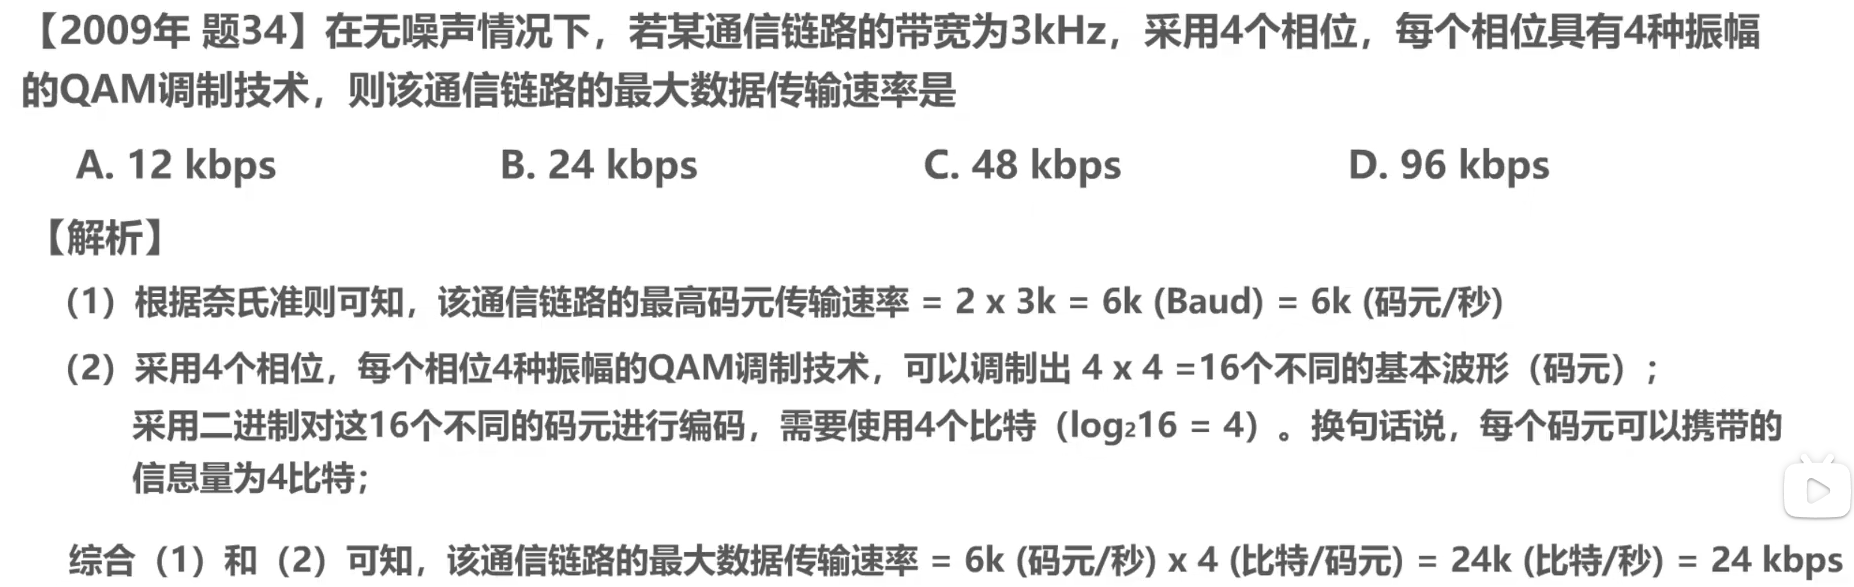 【2009年 题34】在无噪声情况下，若某通信链路的带宽为3kHz，采用4个相位，每个相位具有4种振幅
的QAM调制技术，则该通信链路的最大数据传输速率是
A. 12 kbps B. 24 kbps C. 48 kbps D. 96 kbps
【解析】
（1）根据奈氏准则可知，该通信链路的最高码元传输速率 = 2 x 3k = 6k (Baud) = 6k (码元/秒)
（2）采用4个相位，每个相位4种振幅的QAM调制技术，可以调制出 4 x 4 =16个不同的基本波形（码元）;
采用二进制对这16个不同的码元进行编码，需要使用4个比特（log₂16 = 4）。换句话说，每个码元可以携带的
信息量为4比特;
综合（1）和（2）可知，该通信链路的最大数据传输速率 = 6k (码元/秒) x 4 (比特/码元) = 24k (比特/秒) = 24 kbps